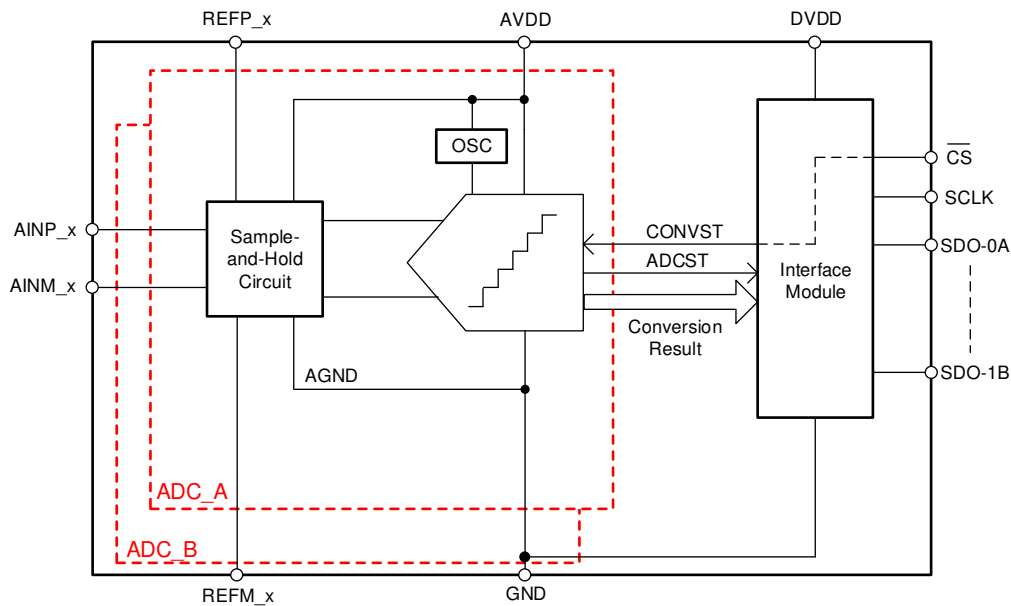 REFP_x
AVDD
DVDD
OSC
CS
SCLK
AINP_x
Sample-
and-Hold
Circuit
CONVST
SDO-0A
ADCST
Interface
Module
AINM_x
Conversion
Result
AGND
SDO-1B
ADC_A
ADC_B
REFM_x
GND